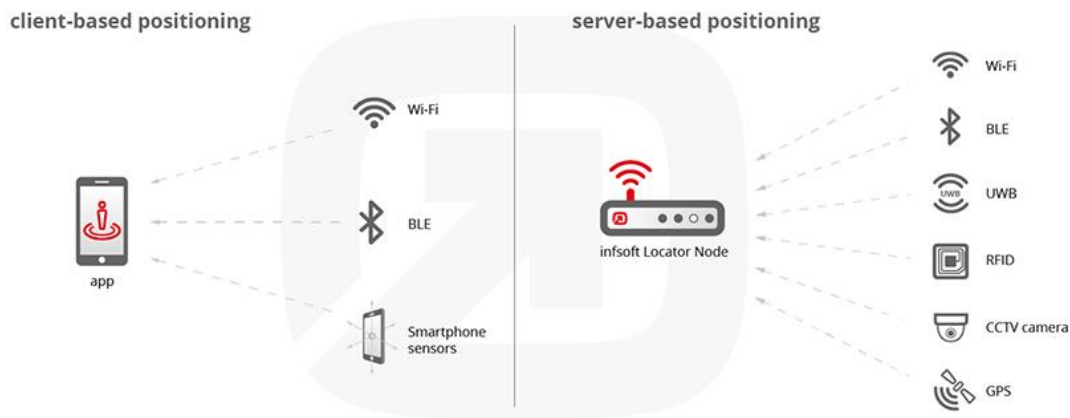 client-based positioning
Wi-Fi
BLE
app
Smartphone
sensors
server-based positioning
infsoft Locator Node
Wi-Fi
BLE
UWB
UWB
RFID
CCTV camera
GPS